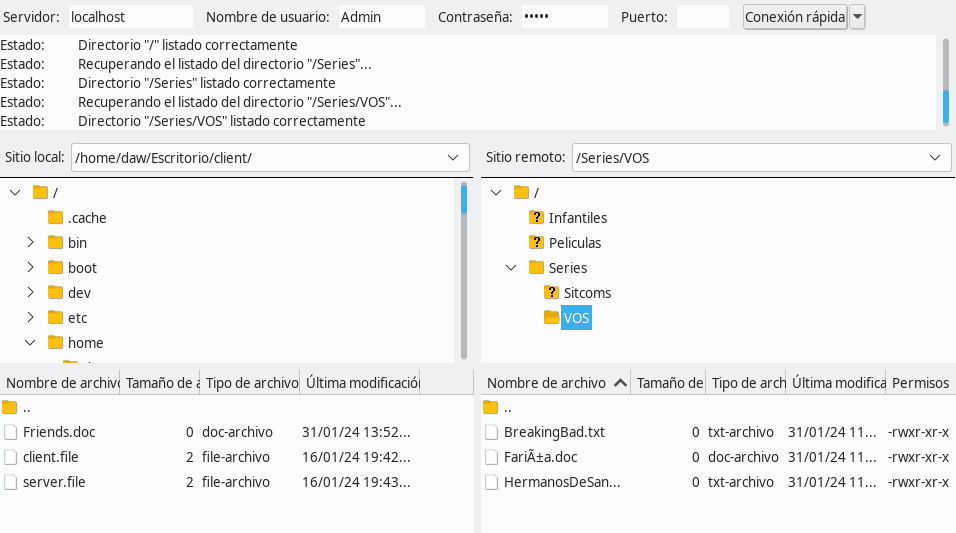 Servidor: localhost Nombre de usuario: Admin Contraseña: ••••• Puerto: Conexión rápida
Estado: Directorio "/" listado correctamente
Estado: Recuperando el listado del directorio "/Series"...
Estado: Directorio "/Series" listado correctamente
Estado: Recuperando el listado del directorio "/Series/VOS"...
Estado: Directorio "/Series/VOS" listado correctamente
Sitio local: /home/daw/Escritorio/client/
/
.cache
bin
boot
dev
etc
home
Nombre de archivo Tamaño de a Tipo de archivo Última modificació
..
Friends.doc 0 doc-archivo 31/01/24 13:52...
client.file 2 file-archivo 16/01/24 19:42...
server.file 2 file-archivo 16/01/24 19:43...
Sitio remoto: /Series/VOS
/
? Infantiles
? Peliculas
Series
? Sitcoms
VOS
Nombre de archivo Tamaño de Tipo de arch Última modifica Permisos
..
BreakingBad.txt 0 txt-archivo 31/01/24 11... -rwxr-xr-x
FariÃ±a.doc 0 doc-archivo 31/01/24 11... -rwxr-xr-x
HermanosDeSan... 0 txt-archivo 31/01/24 11... -rwxr-xr-x